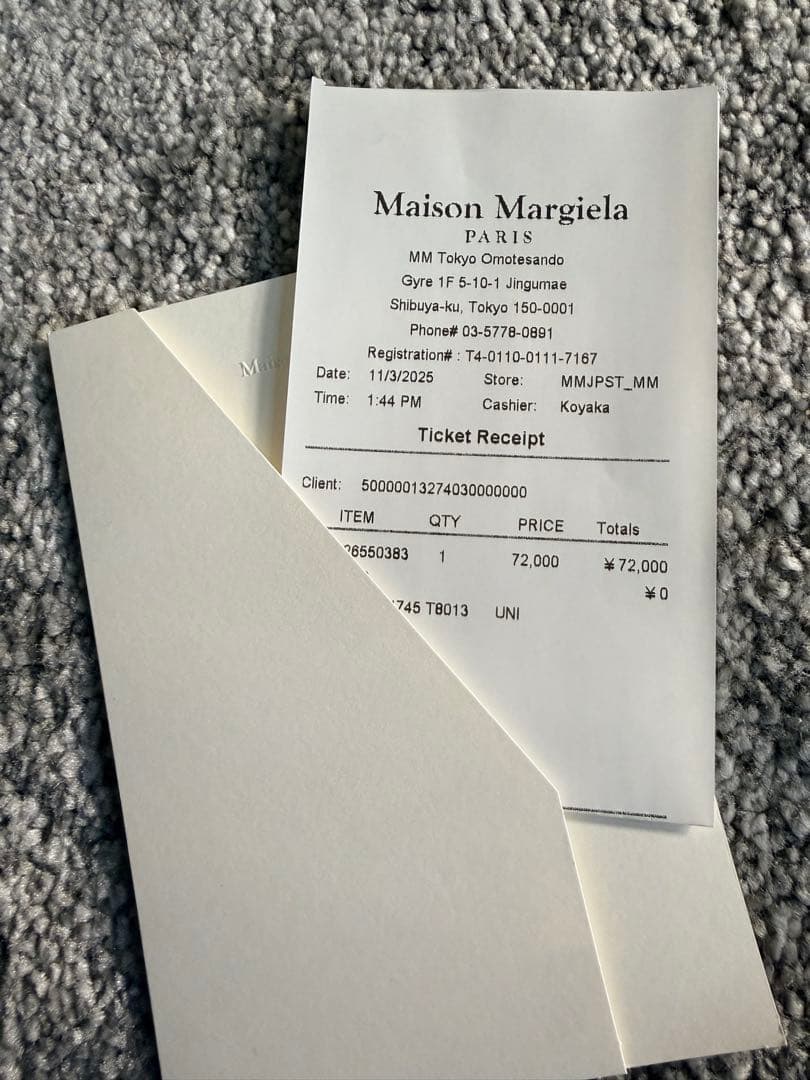 Maison Margiela
PARIS
MM Tokyo Omotesando
Gyre 1F 5-10-1 Jingumae
Shibuya-ku, Tokyo 150-0001
Phone# 03-5778-0891
Registration# : T4-0110-0111-7167
Date: 11/3/2025 Store: MMJPST_MM
Time: 1:44 PM Cashier: Koyaka
Ticket Receipt
Client: 50000013274030000000
ITEM QTY PRICE Totals
26550383 1 72,000 ¥72,000
¥0
745 T8013 UNI